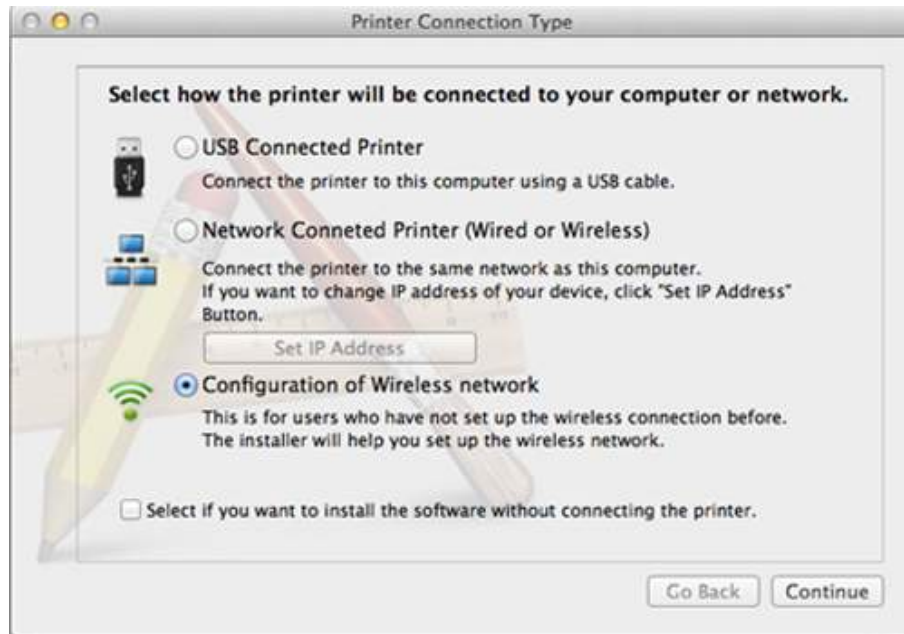 Printer Connection Type
Select how the printer will be connected to your computer or network.
USB Connected Printer
Connect the printer to this computer using a USB cable.
Network Conneted Printer (Wired or Wireless)
Connect the printer to the same network as this computer.
If you want to change IP address of your device, click "Set IP Address"
Button.
Set IP Address
Configuration of Wireless network
This is for users who have not set up the wireless connection before.
The installer will help you set up the wireless network.
Select if you want to install the software without connecting the printer.
Go Back Continue